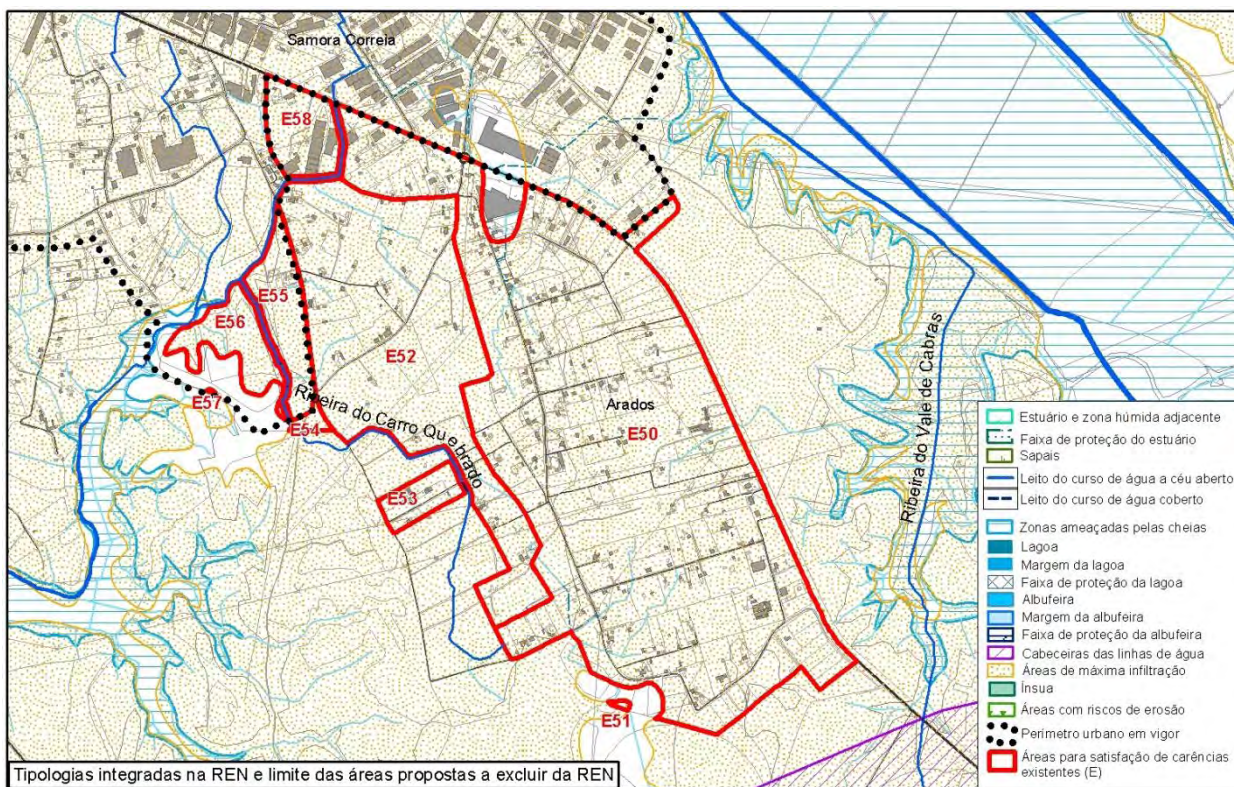 Samora Correia
E58
E55
E56
E52
E57
E54
Ribeira do Carro Quebrado
E53
Arados
E50
E51
Ribeira do Vale de Cabras
Estuário e zona húmida adjacente
Faixa de proteção do estuário
Sapais
Leito do curso de água a céu aberto
Leito do curso de água coberto
Zonas ameaçadas pelas cheias
Lagoa
Margem da lagoa
Faixa de proteção da lagoa
Albufeira
Margem da albufeira
Faixa de proteção da albufeira
Cabeceiras das linhas de água
Áreas de máxima infiltração
Ínsua
Áreas com riscos de erosão
Perímetro urbano em vigor
Áreas para satisfação de carências
existentes (E)
Tipologias integradas na REN e limite das áreas propostas a excluir da REN